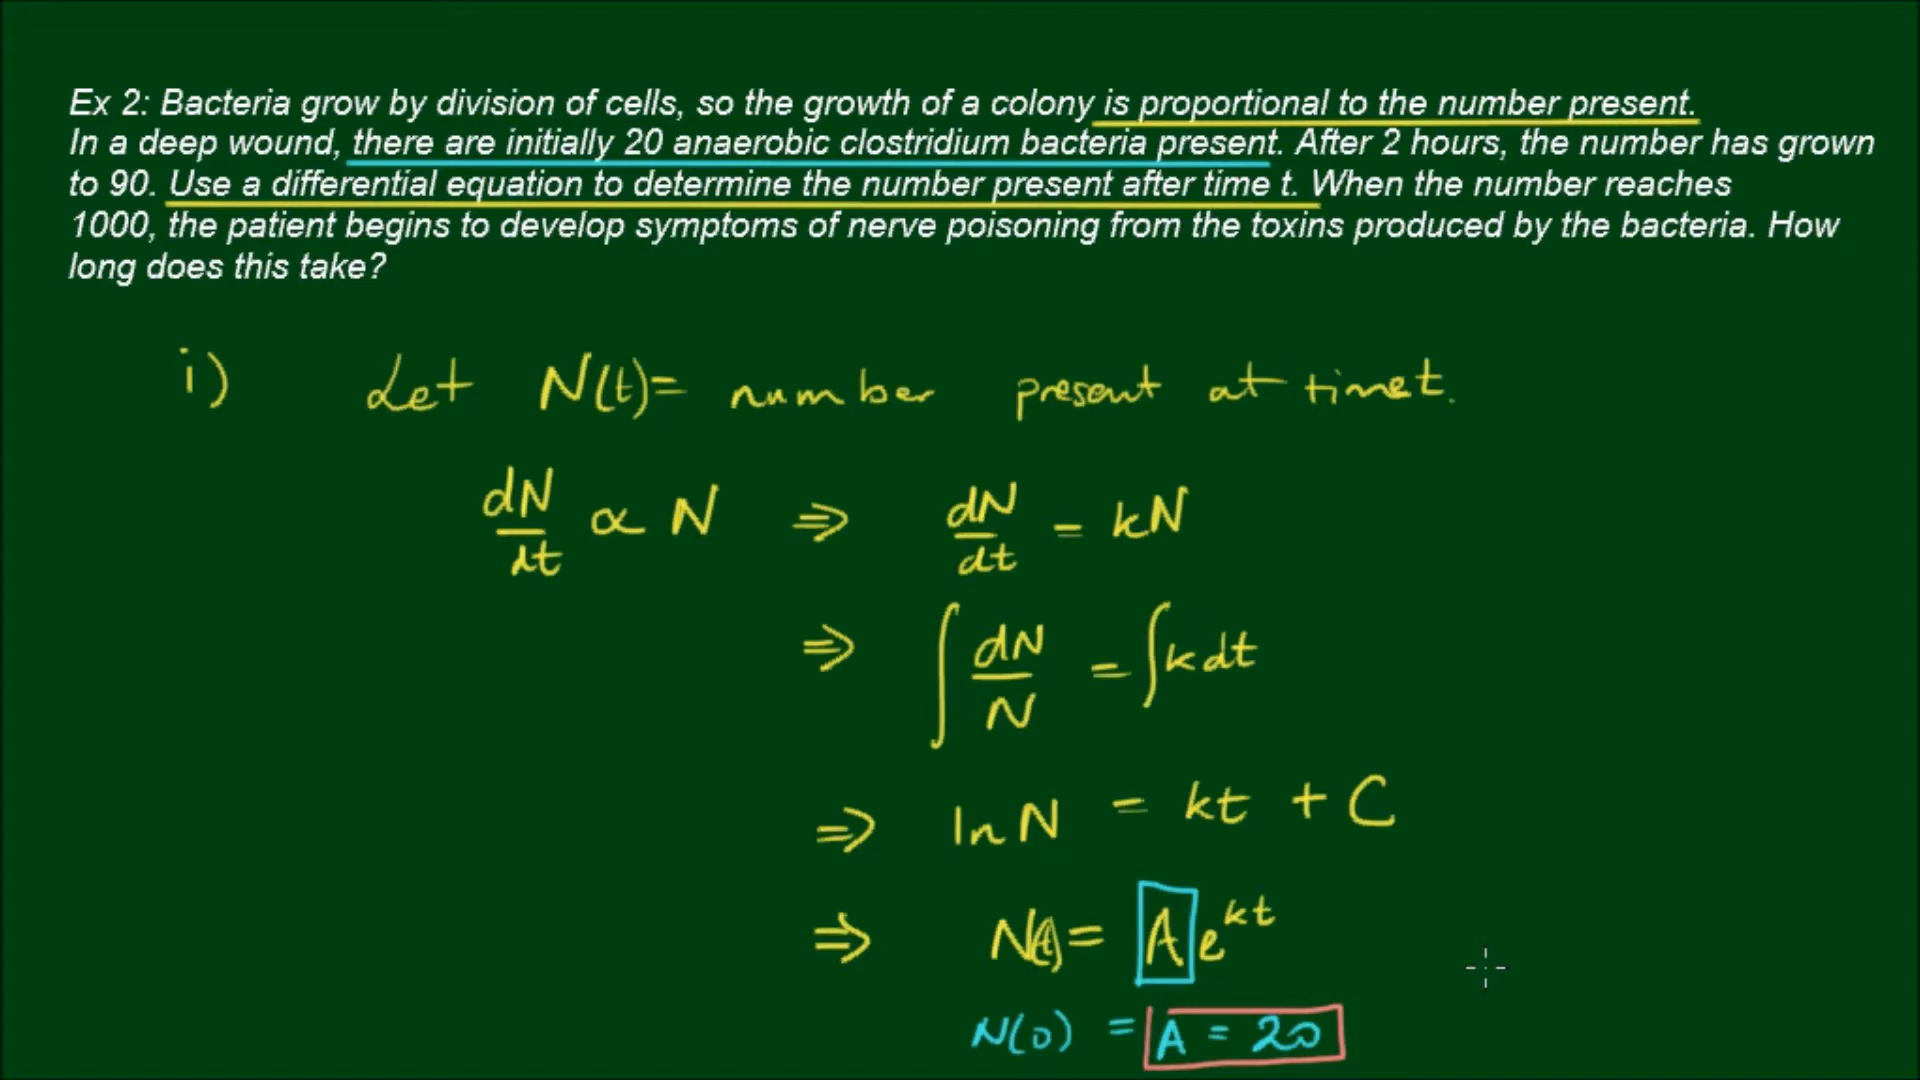 Ex 2: Bacteria grow by division of cells, so the growth of a colony is proportional to the number present.
In a deep wound, there are initially 20 anaerobic clostridium bacteria present. After 2 hours, the number has grown
to 90. Use a differential equation to determine the number present after time t. When the number reaches
1000, the patient begins to develop symptoms of nerve poisoning from the toxins produced by the bacteria. How
long does this take?
i) Let N(t)= number present at time t.
dN/dt ∝ N ⇒ dN/dt = kN
⇒ ∫ dN/N = ∫ k dt
⇒ ln N = kt + C
⇒ N(t) = A e^kt
N(0) = A = 20